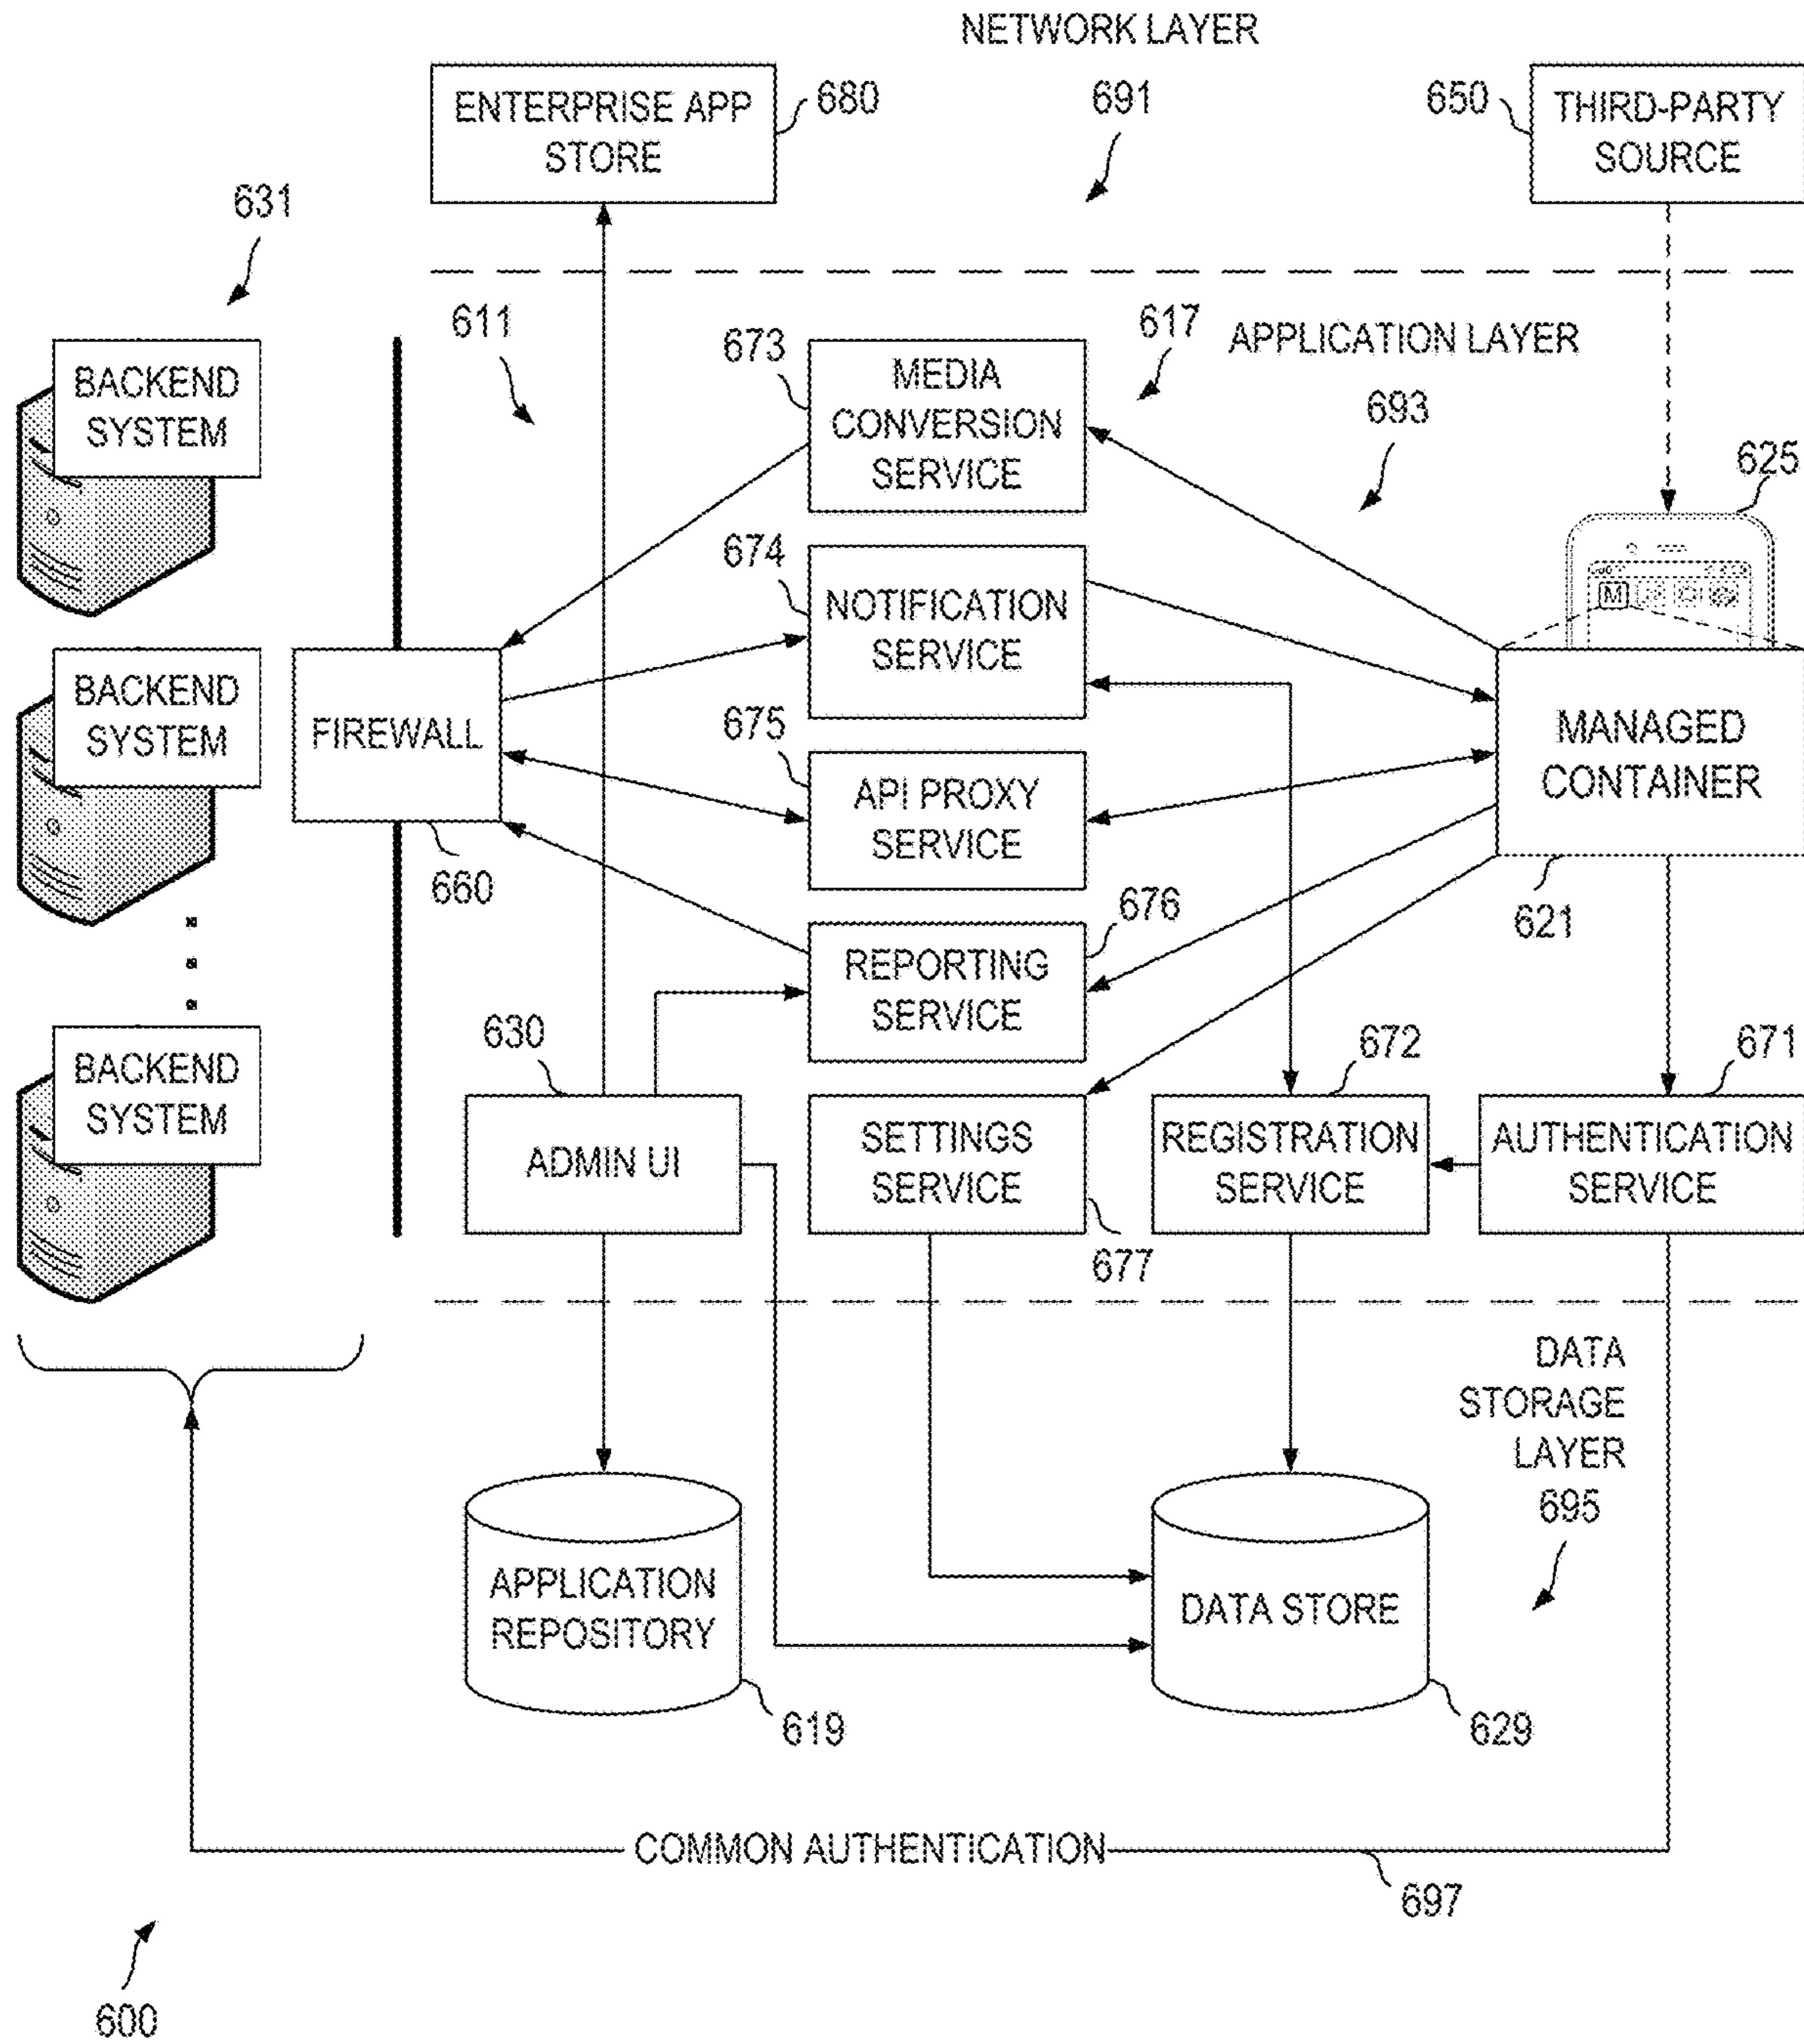 NETWORK LAYER
691
ENTERPRISE APP
STORE
680
650
THIRD-PARTY
SOURCE
631
611
617
APPLICATION LAYER
693
673
MEDIA
CONVERSION
SERVICE
625
M
BACKEND
SYSTEM
674
NOTIFICATION
SERVICE
BACKEND
SYSTEM
FIREWALL
660
675
API PROXY
SERVICE
MANAGED
CONTAINER
621
676
REPORTING
SERVICE
BACKEND
SYSTEM
630
ADMIN UI
SETTINGS
SERVICE
677
672
REGISTRATION
SERVICE
671
AUTHENTICATION
SERVICE
DATA
STORAGE
LAYER
695
APPLICATION
REPOSITORY
619
DATA STORE
629
COMMON AUTHENTICATION
697
600